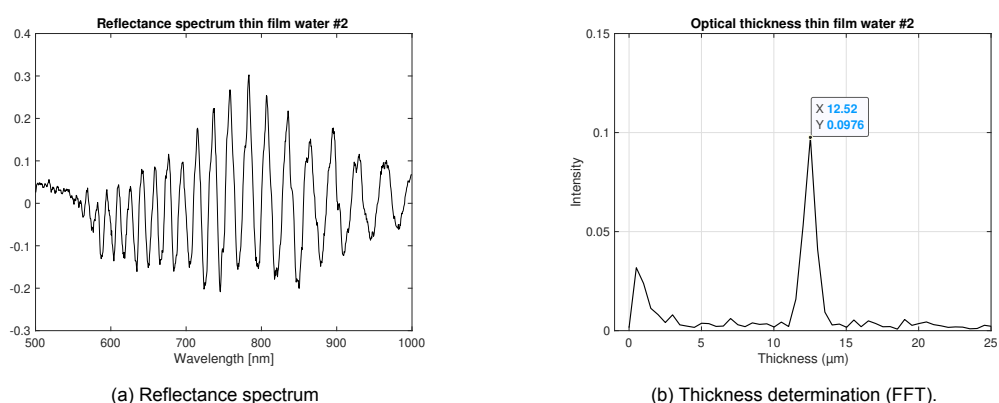 Reflectance spectrum thin film water #2
0.4
0.3
0.2
0.1
0
-0.1
-0.2
-0.3
500
600
700
800
900
1000
Wavelength [nm]
(a) Reflectance spectrum
Optical thickness thin film water #2
0.15
0.1
0.05
0
Intensity
X 12.52
Y 0.0976
0
5
10
15
20
25
Thickness (μm)
(b) Thickness determination (FFT).